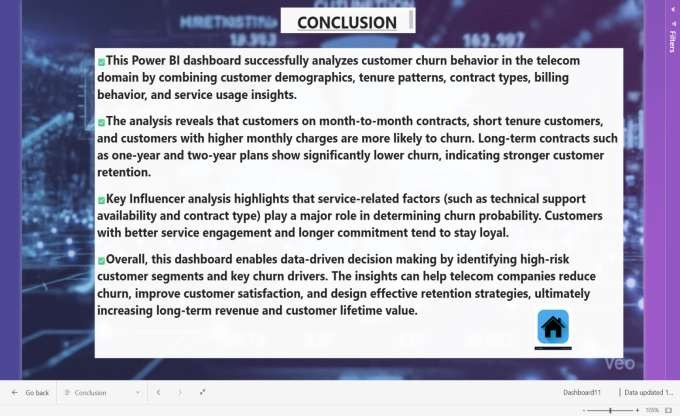 CONCLUSION
✅This Power BI dashboard successfully analyzes customer churn behavior in the telecom
domain by combining customer demographics, tenure patterns, contract types, billing
behavior, and service usage insights.
✅The analysis reveals that customers on month-to-month contracts, short tenure customers,
and customers with higher monthly charges are more likely to churn. Long-term contracts such
as one-year and two-year plans show significantly lower churn, indicating stronger customer
retention.
✅Key Influencer analysis highlights that service-related factors (such as technical support
availability and contract type) play a major role in determining churn probability. Customers
with better service engagement and longer commitment tend to stay loyal.
✅Overall, this dashboard enables data-driven decision making by identifying high-risk
customer segments and key churn drivers. The insights can help telecom companies reduce
churn, improve customer satisfaction, and design effective retention strategies, ultimately
increasing long-term revenue and customer lifetime value.
Filters
Veo
Go back
Conclusion
Dashboard11
Data updated 1...